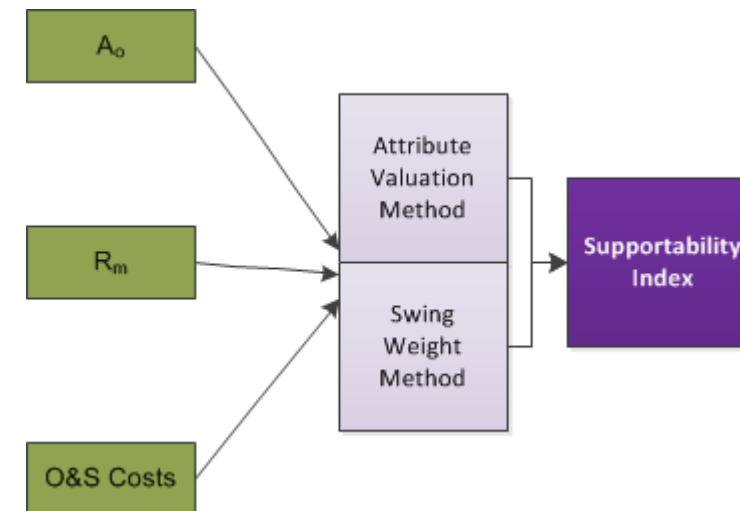 Aₒ
Attribute
Valuation
Method
Rₘ
Supportability
Index
Swing
Weight
Method
O&S Costs